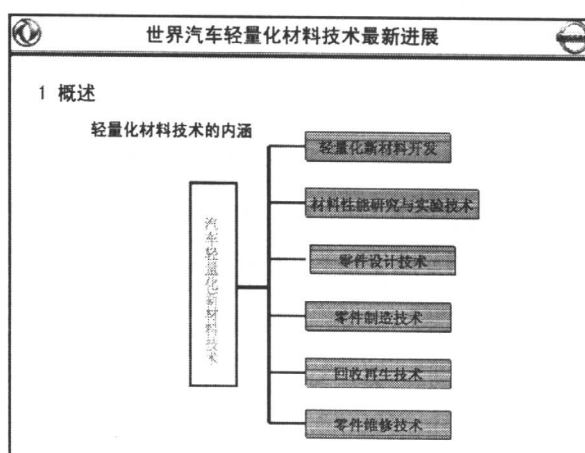 世界汽车轻量化材料技术最新进展
1 概述
轻量化材料技术的内涵
轻量化新材料开发
材料性能研究与实验技术
汽车轻量化新材料技术
零件设计技术
零件制造技术
回收再生技术
零件维修技术